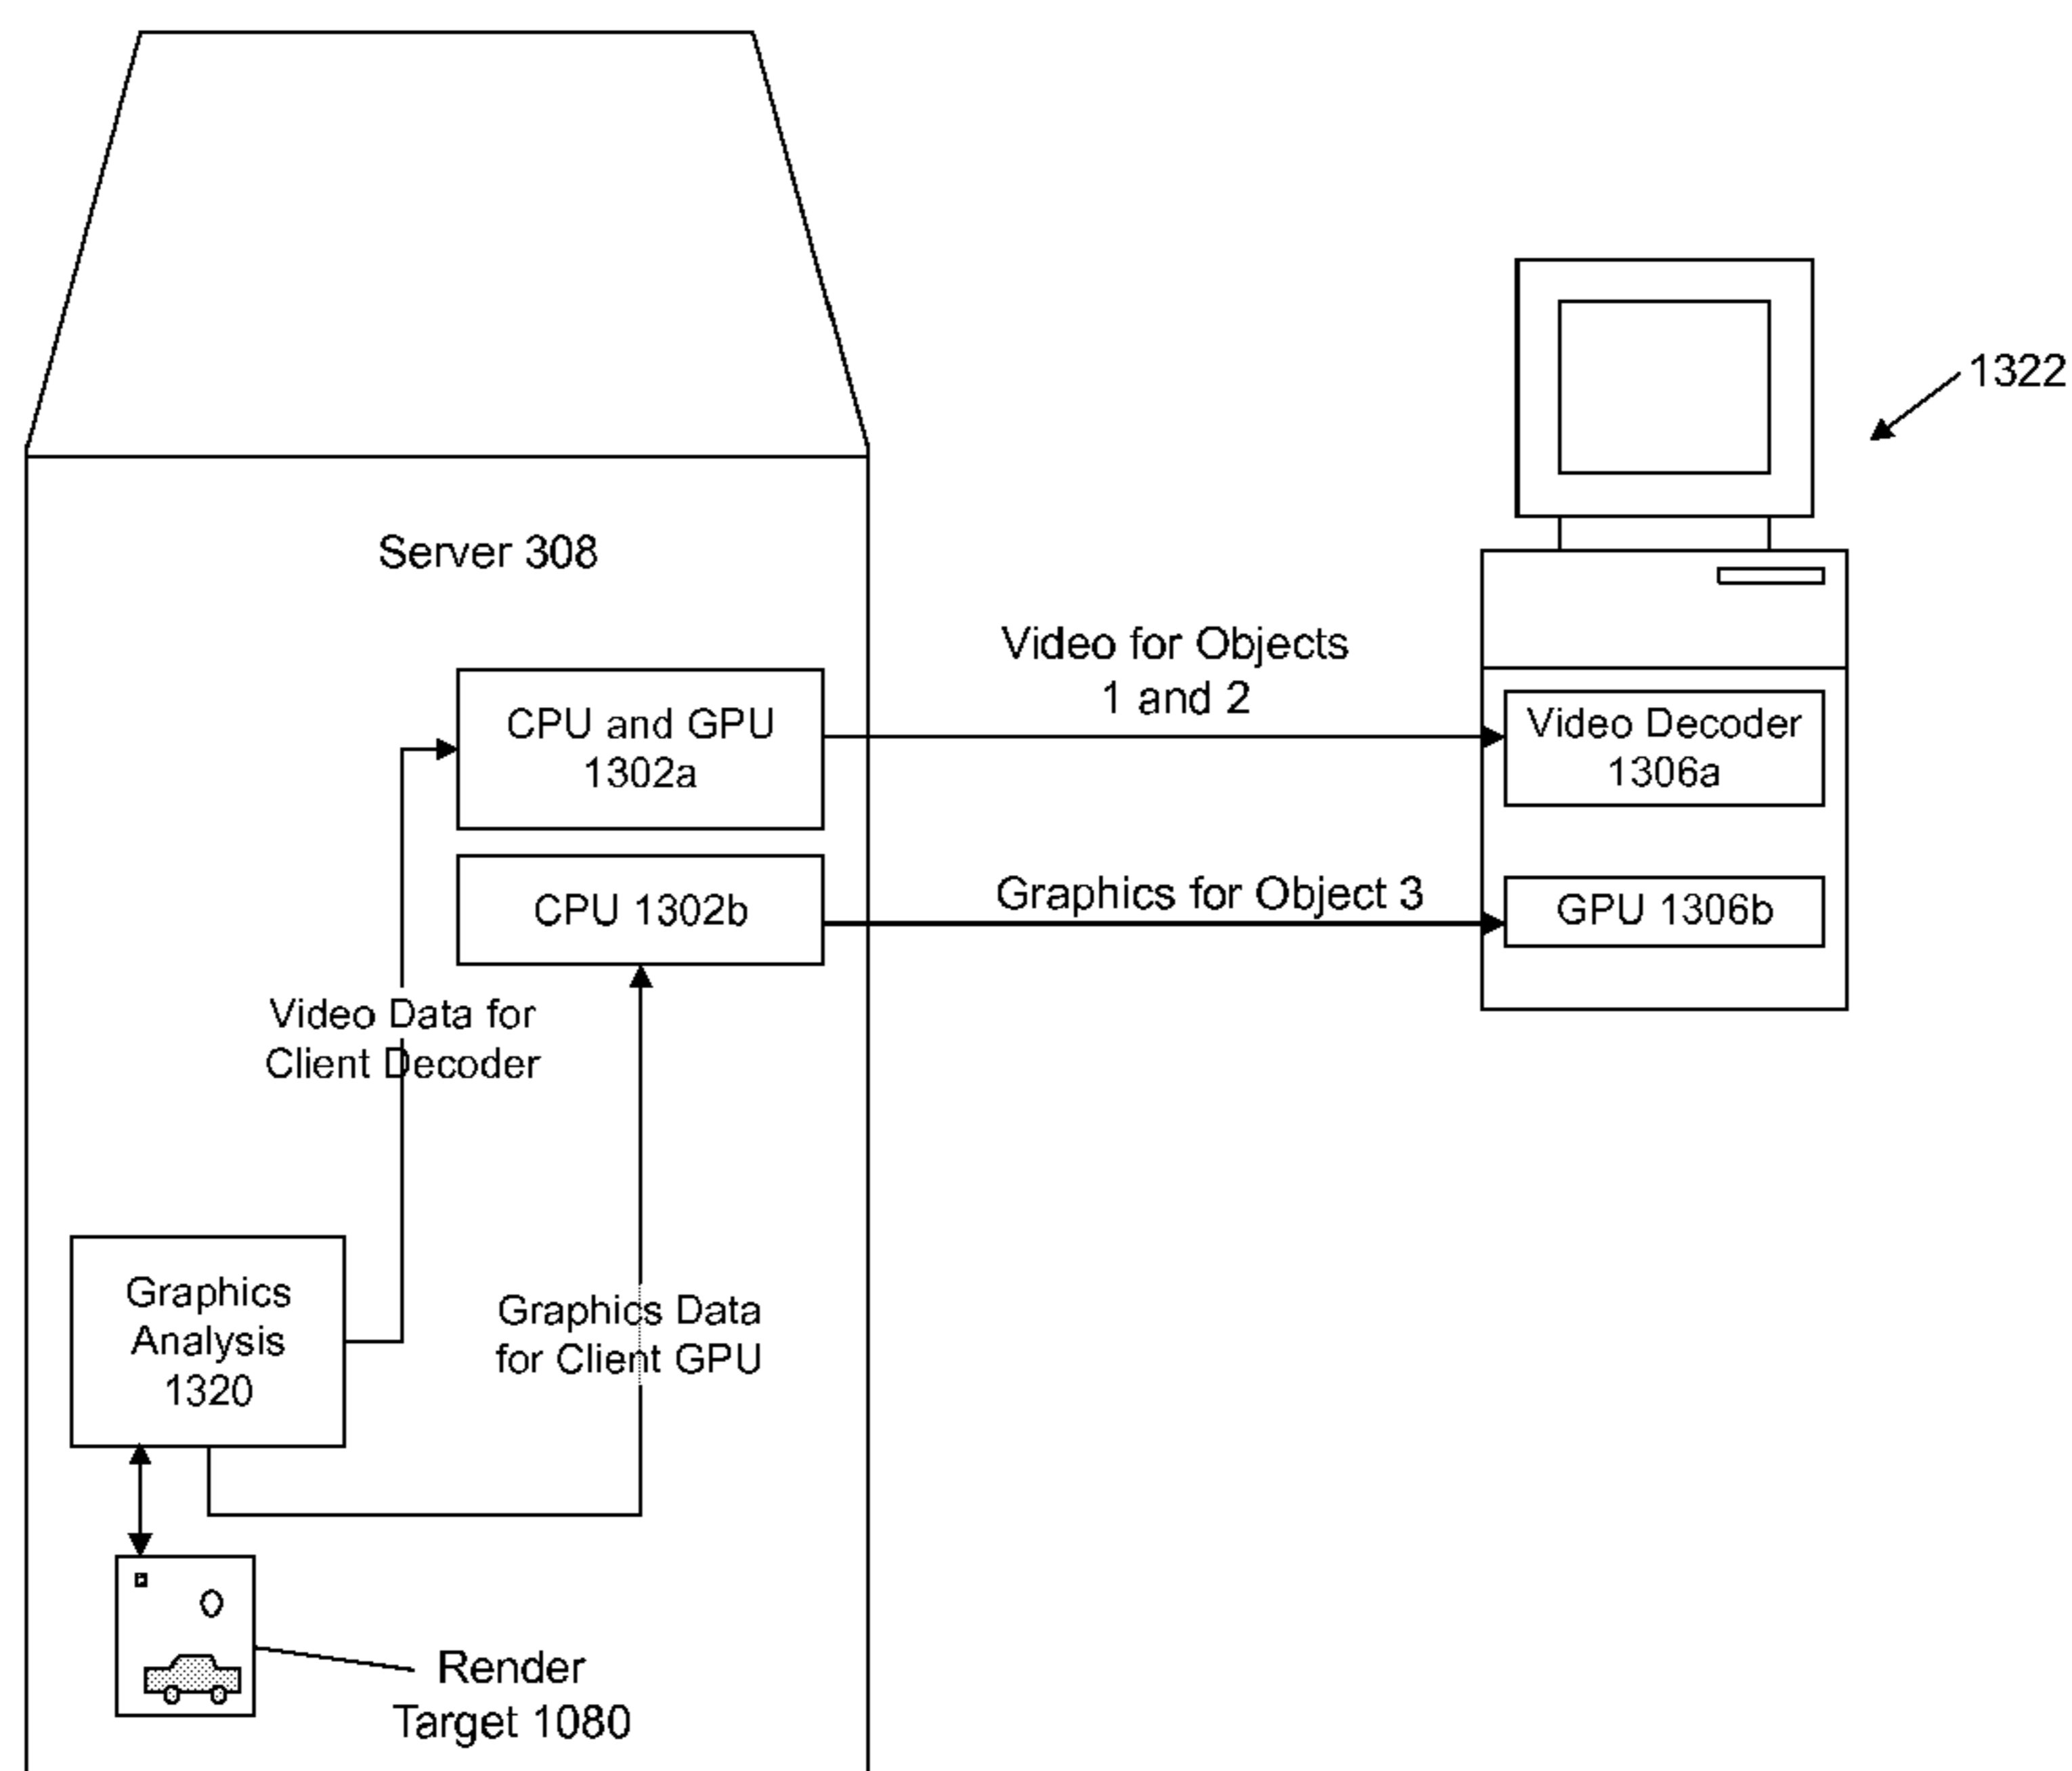 1322
Server 308
Video for Objects
1 and 2
CPU and GPU
1302a
Video Decoder
1306a
Graphics for Object 3
CPU 1302b
GPU 1306b
Video Data for
Client Decoder
Graphics
Analysis
1320
Graphics Data
for Client GPU
Render
Target 1080